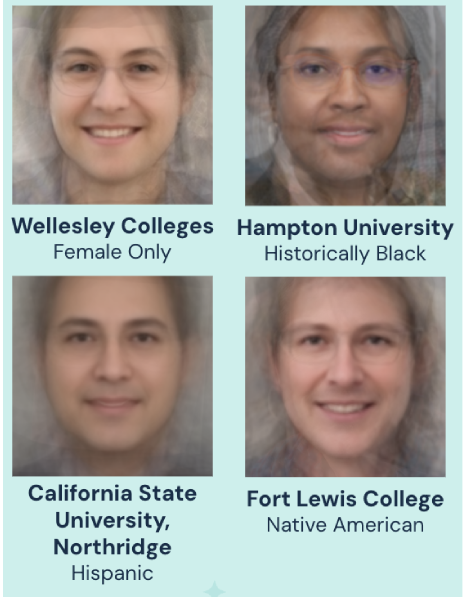 Wellesley Colleges
Female Only
Hampton University
Historically Black
California State
University,
Northridge
Hispanic
Fort Lewis College
Native American